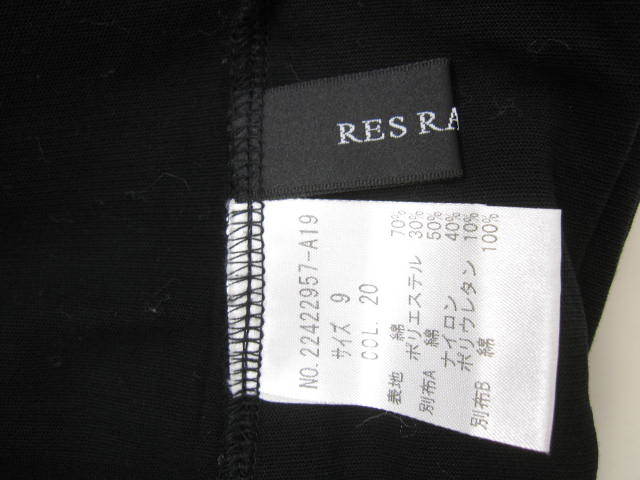 RES RA
NO. 22422957-A19
サイズ 9
COL. 20
表地 綿 70%
ポリエステル 30%
別布A 綿 50%
ナイロン 40%
ポリウレタン 10%
別布B 綿 100%